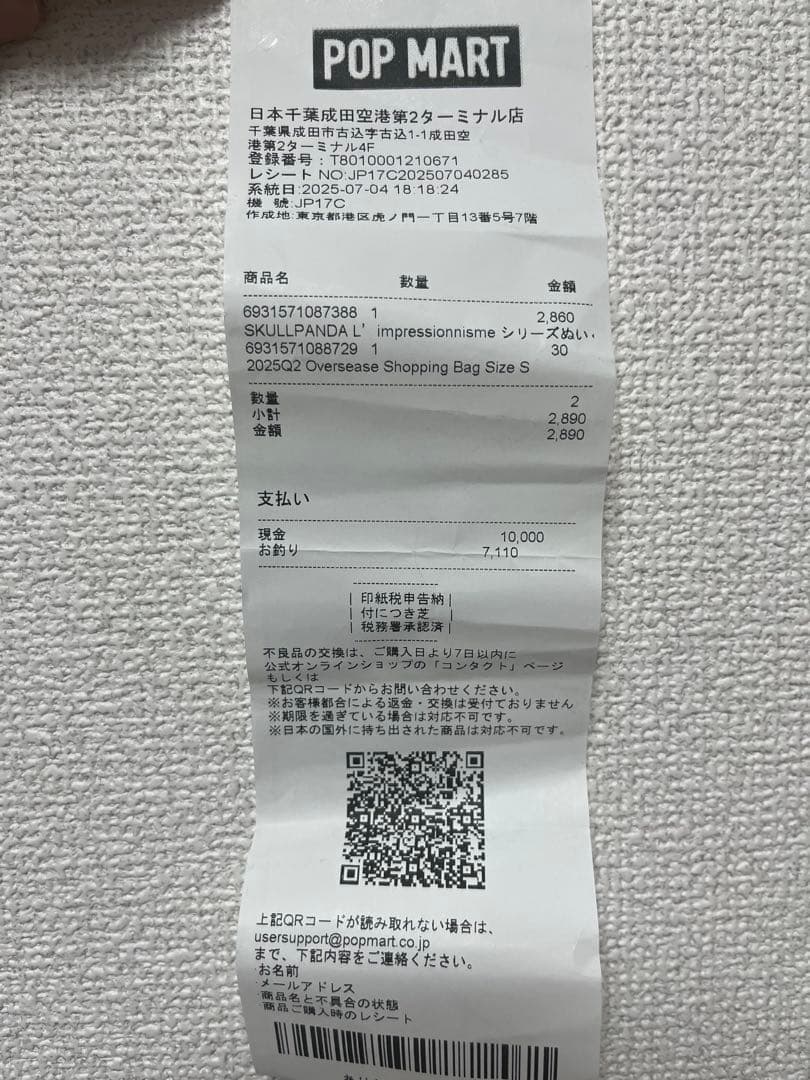 POP MART
日本千葉成田空港第2ターミナル店
千葉県成田市古込字古込1-1成田空
港第2ターミナル4F
登録番号：T8010001210671
レシート NO:JP17C202507040285
系統日:2025-07-04 18:18:24
機 號:JP17C
作成地:東京都港区虎ノ門一丁目13番5号7階
商品名 数量 金額
6931571087388 1 2,860
SKULLPANDA L’impressionnisme シリーズぬい
6931571088729 1 30
2025Q2 Oversease Shopping Bag Size S
数量 2
小計 2,890
金額 2,890
支払い
現金 10,000
お釣り 7,110
印紙税申告納
付につき芝
税務署承認済
不良品の交換は、ご購入日より7日以内に
公式オンラインショップの「コンタクト」ページ
もしくは
下記QRコードからお問い合わせください。
※お客様都合による返金・交換は受付ておりません
※期限を過ぎている場合は対応不可です。
※日本の国外に持ち出された商品は対応不可です。
上記QRコードが読み取れない場合は、
usersupport@popmart.co.jp
まで、下記内容をご連絡ください。
·お名前
·メールアドレス
·商品名と不具合の状態
·商品ご購入時のレシート